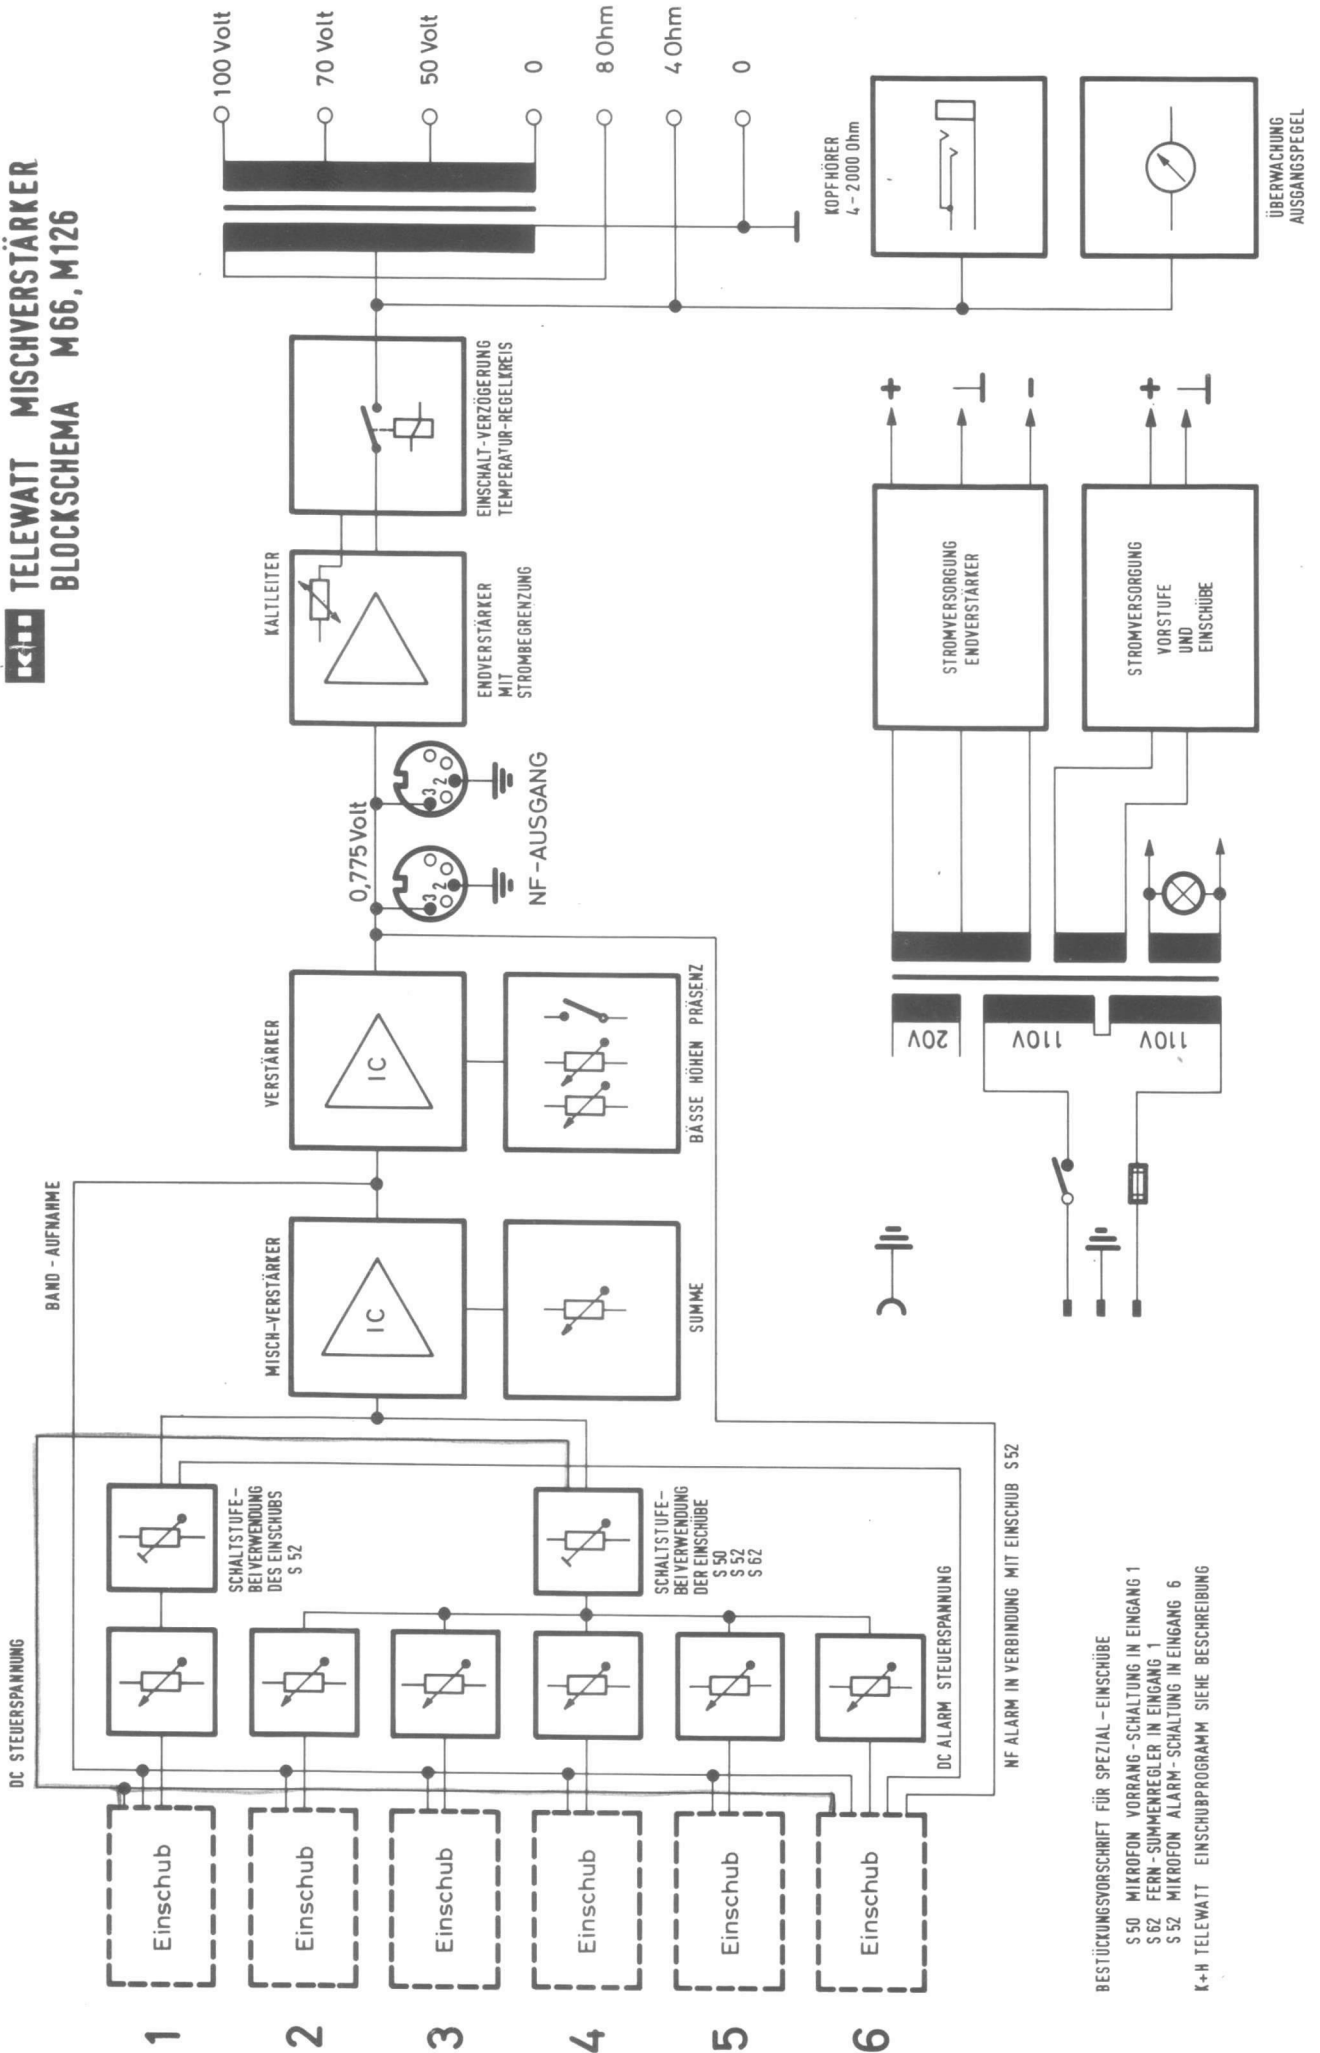 K+H TELEWATT MISCHVERSTÄRKER
BLOCKSCHEMA M66, M126
DC STEUERSPANNUNG
BAND-AUFNAHME
1
Einschub
2
Einschub
3
Einschub
4
Einschub
5
Einschub
6
Einschub
SCHALTSTUFE-
BEI VERWENDUNG
DES EINSCHUBS
S 52
SCHALTSTUFE-
BEI VERWENDUNG
DER EINSCHÜBE
S 50
S 52
S 62
DC ALARM STEUERSPANNUNG
NF ALARM IN VERBINDUNG MIT EINSCHUB S 52
MISCH-VERSTÄRKER
IC
SUMME
VERSTÄRKER
IC
BÄSSE HÖHEN PRÄSENZ
0,775 Volt
3
2
3
2
NF-AUSGANG
KALTLEITER
ENDVERSTÄRKER
MIT
STROMBEGRENZUNG
EINSCHALT-VERZÖGERUNG
TEMPERATUR-REGELKREIS
100 Volt
70 Volt
50 Volt
0
8 Ohm
4 Ohm
0
KOPFHÖRER
4-2000 Ohm
ÜBERWACHUNG
AUSGANGSPEGEL
20V
110V
110V
STROMVERSORGUNG
ENDVERSTÄRKER
+
-
STROMVERSORGUNG
VORSTUFE
UND
EINSCHÜBE
+
BESTÜCKUNGSVORSCHRIFT FÜR SPEZIAL-EINSCHÜBE
S 50 MIKROFON VORRANG-SCHALTUNG IN EINGANG 1
S 62 FERN-SUMMENREGLER IN EINGANG 1
S 52 MIKROFON ALARM-SCHALTUNG IN EINGANG 6
K+H TELEWATT EINSCHUBPROGRAMM SIEHE BESCHREIBUNG